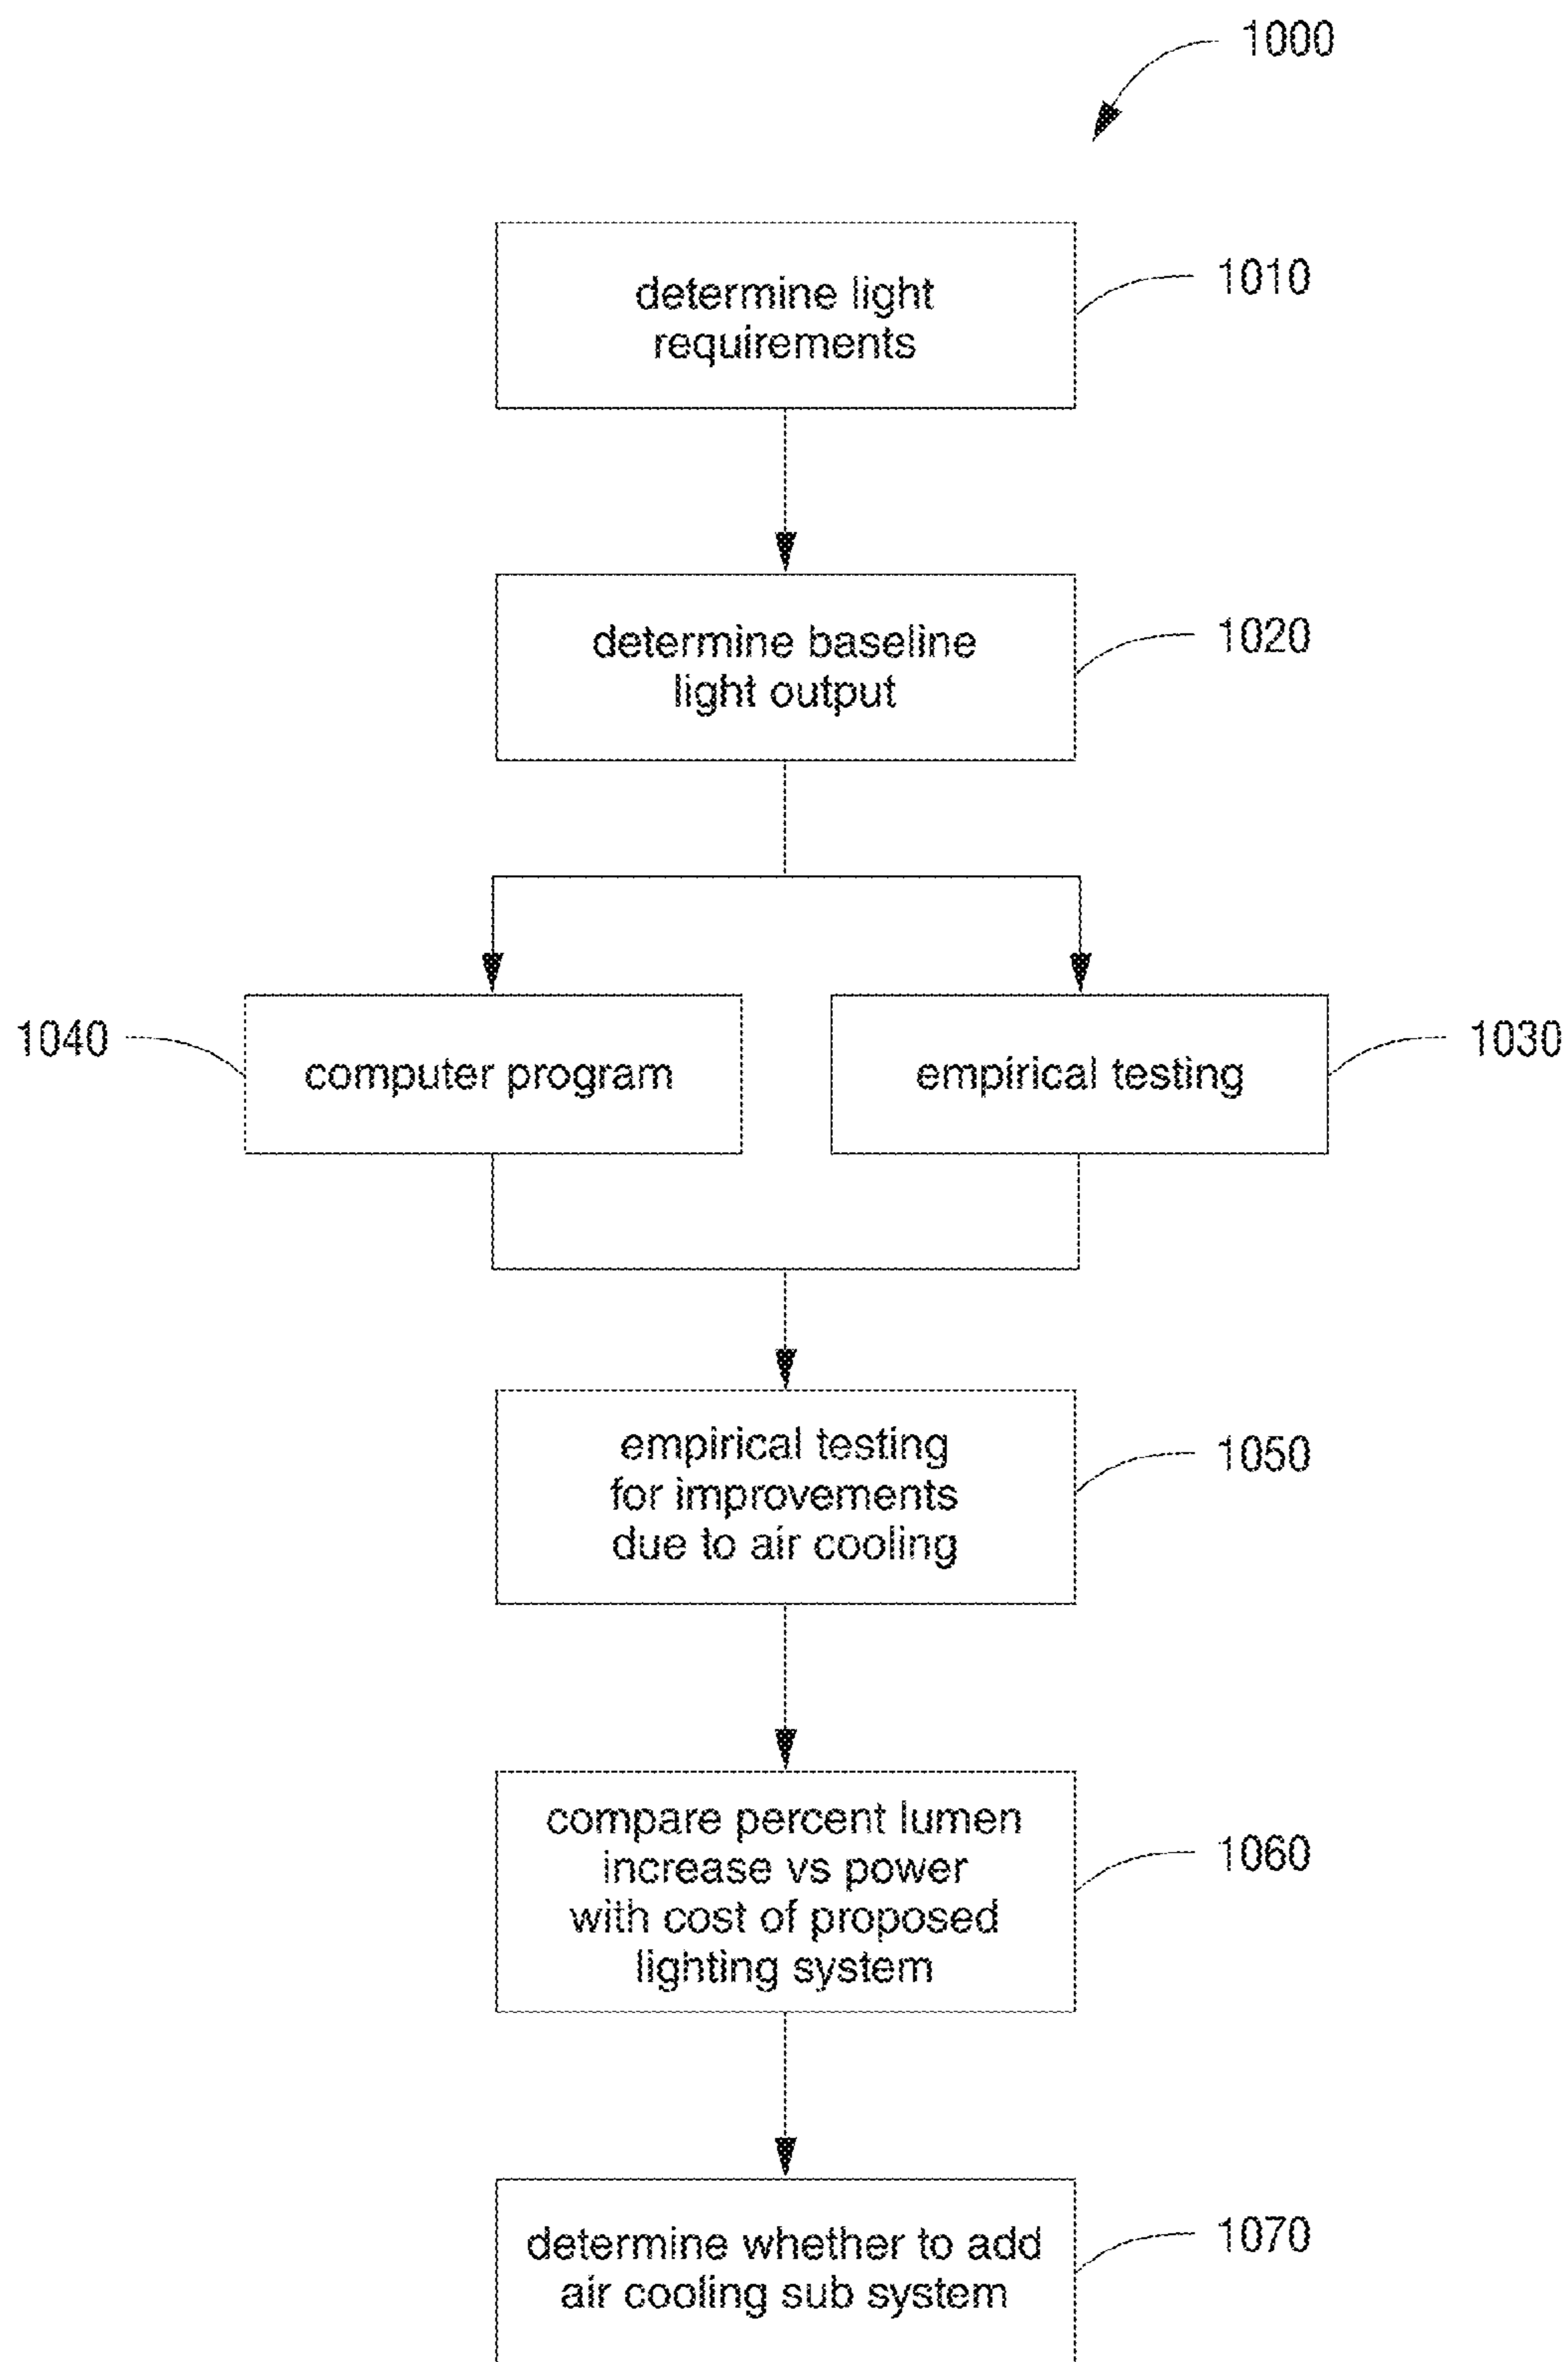 1000
determine light
requirements
1010
determine baseline
light output
1020
1040
computer program
empirical testing
1030
empirical testing
for improvements
due to air cooling
1050
compare percent lumen
increase vs power
with cost of proposed
lighting system
1060
determine whether to add
air cooling sub system
1070